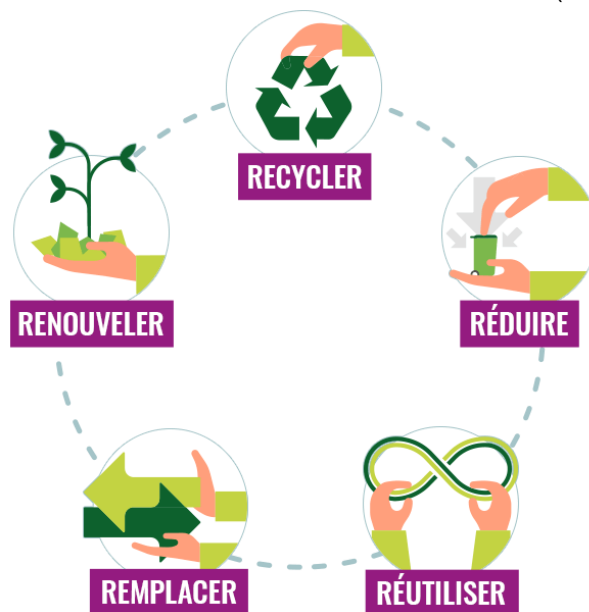 RECYCLER
RENOUVELER
RÉDUIRE
REMPLACER
RÉUTILISER